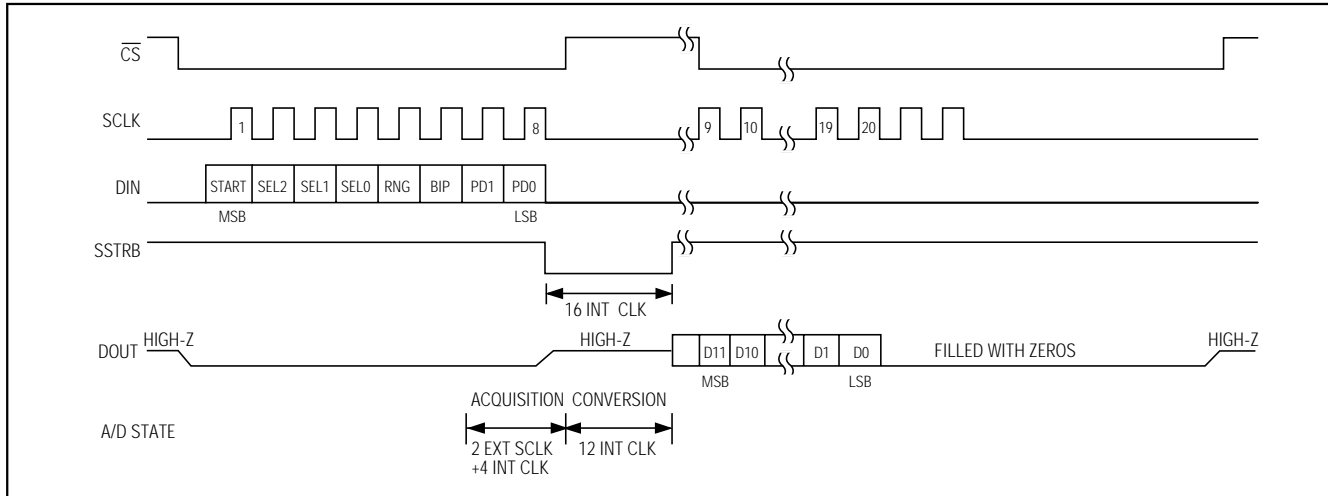 CS
SCLK
1 8 9 10 19 20
DIN
START SEL2 SEL1 SEL0 RNG BIP PD1 PD0
MSB LSB
SSTRB
16 INT CLK
DOUT HIGH-Z HIGH-Z D11 D10 D1 D0 FILLED WITH ZEROS HIGH-Z
MSB LSB
ACQUISITION CONVERSION
A/D STATE
2 EXT SCLK 12 INT CLK
+4 INT CLK